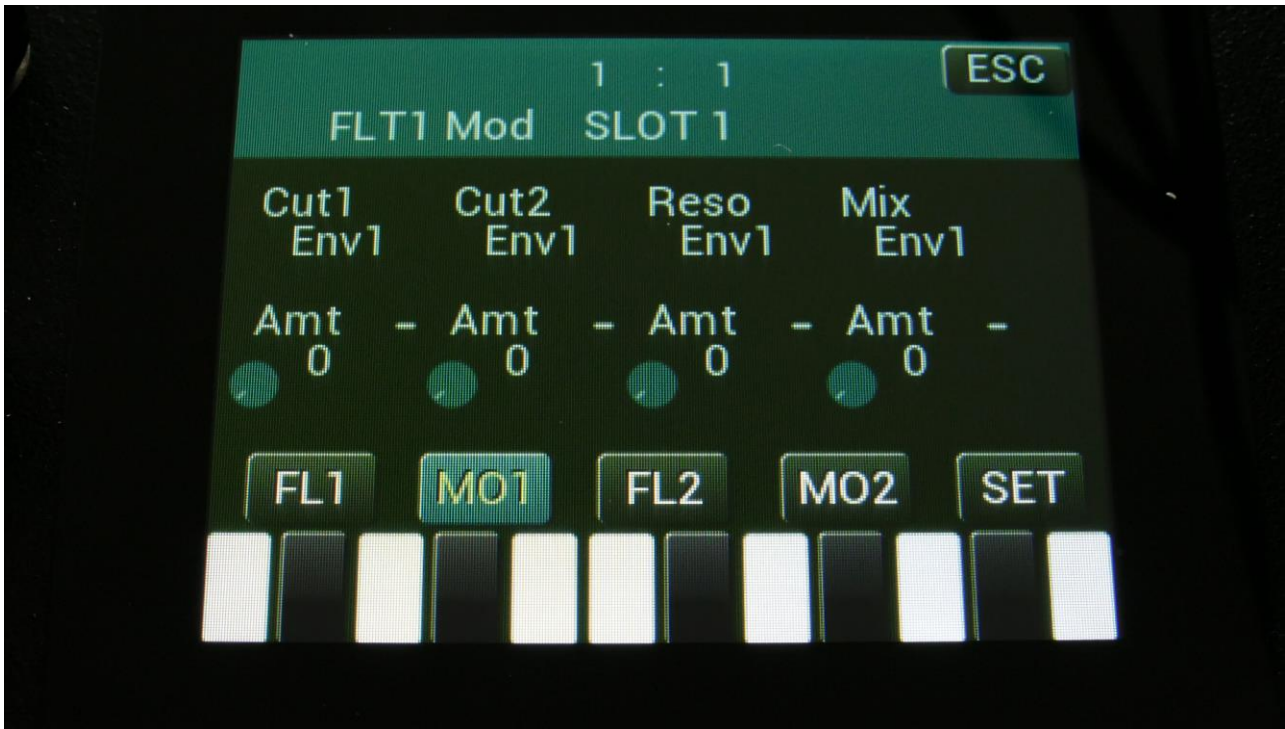 1 : 1 ESC
FLT1 Mod SLOT 1
Cut1 Cut2 Reso Mix
Env1 Env1 Env1 Env1
Amt - Amt - Amt - Amt -
0 0 0 0
FL1 MO1 FL2 MO2 SET